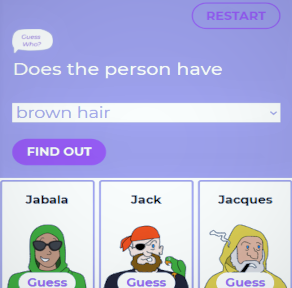 RESTART
Guess
Who?
Does the person have
brown hair
FIND OUT
Jabala
Jack
Jacques
Guess
Guess
Guess